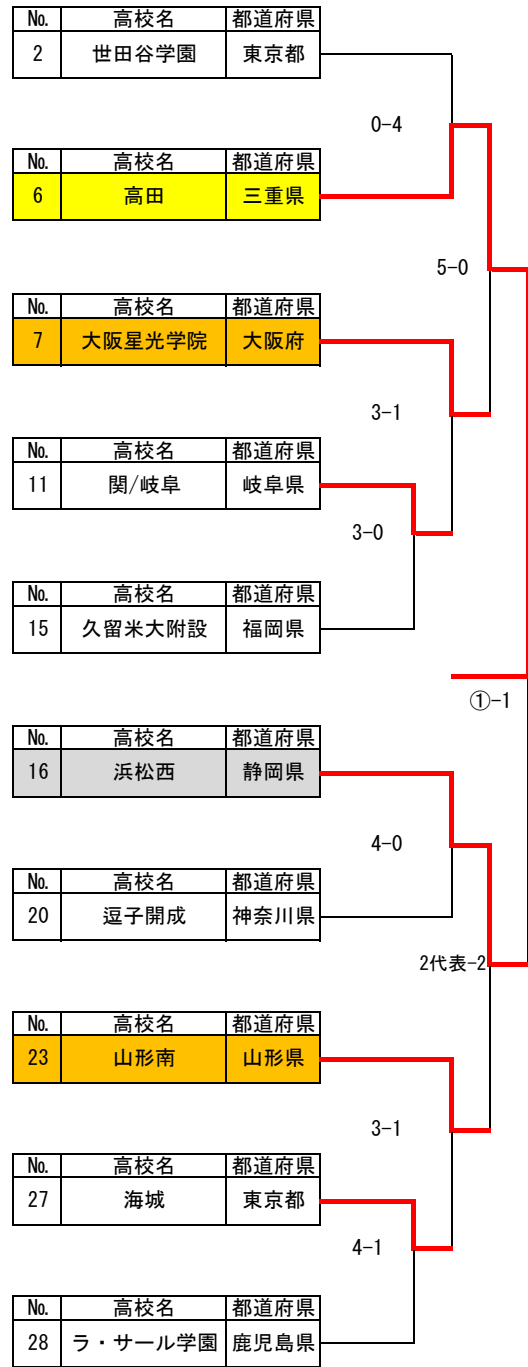 No. 高校名 都道府県
2 世田谷学園 東京都
0-4
No. 高校名 都道府県
6 高田 三重県
5-0
No. 高校名 都道府県
7 大阪星光学院 大阪府
3-1
No. 高校名 都道府県
11 関/岐阜 岐阜県
3-0
No. 高校名 都道府県
15 久留米大附設 福岡県
①-1
No. 高校名 都道府県
16 浜松西 静岡県
4-0
No. 高校名 都道府県
20 逗子開成 神奈川県
2代表-2
No. 高校名 都道府県
23 山形南 山形県
3-1
No. 高校名 都道府県
27 海城 東京都
4-1
No. 高校名 都道府県
28 ラ・サール学園 鹿児島県